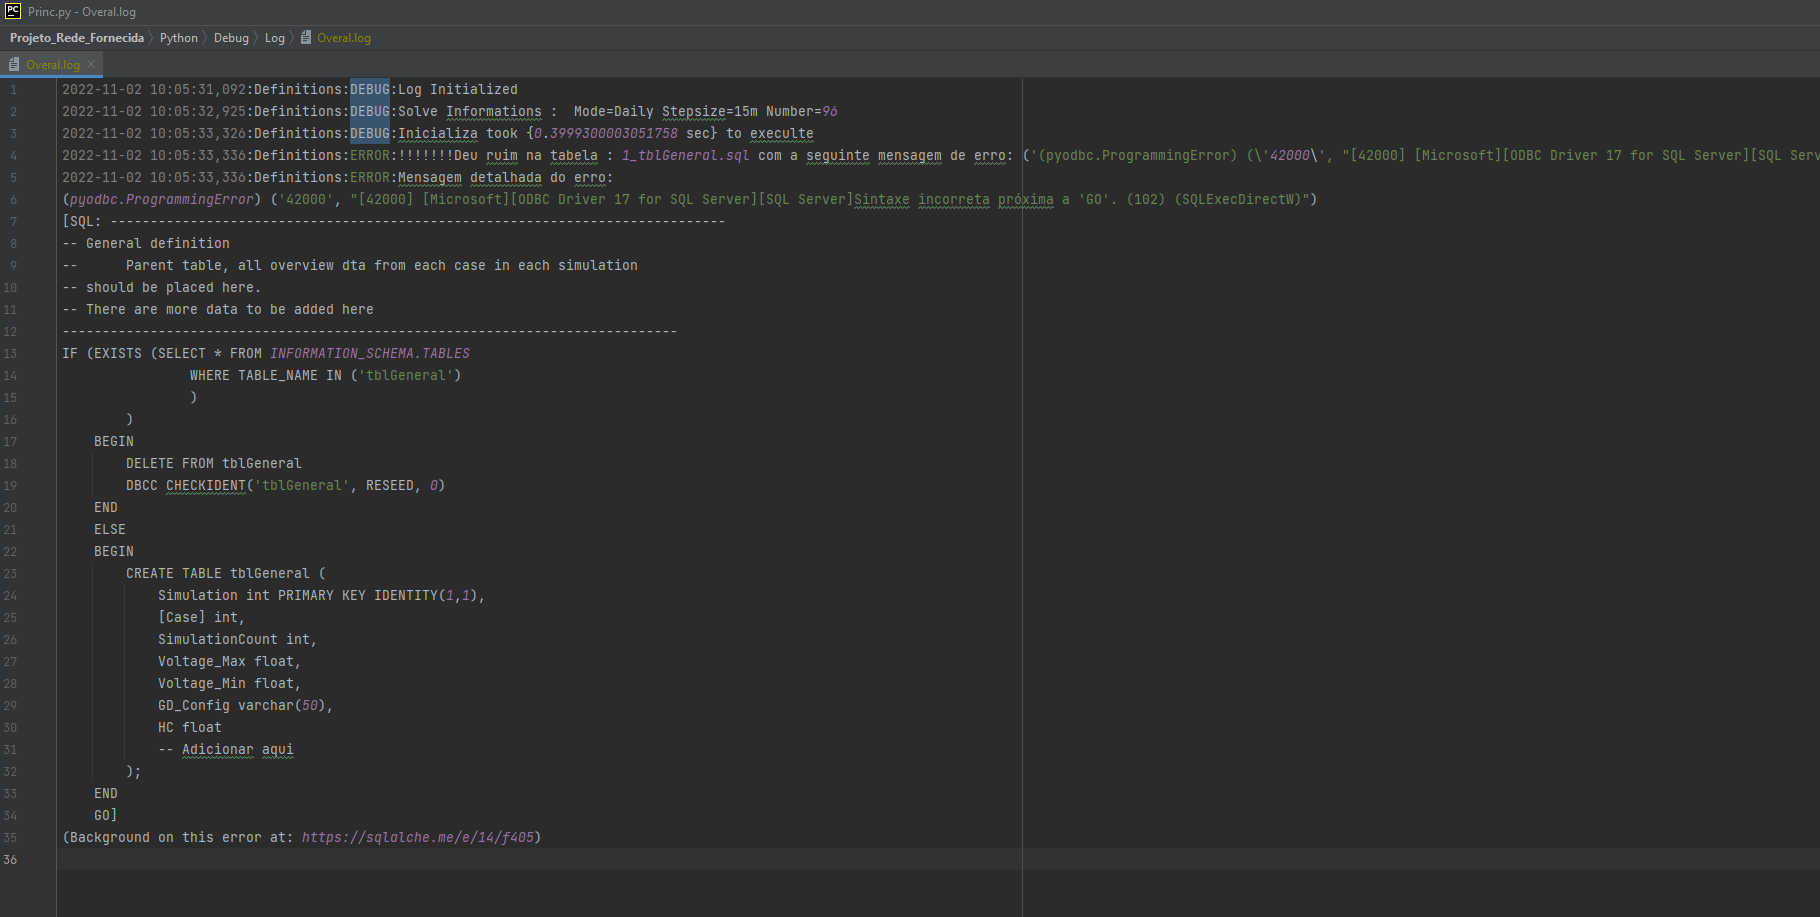 PC Princ.py - Overal.log
Projeto_Rede_Fornecida Python Debug Log Overal.log
Overal.log
1 2022-11-02 10:05:31,092:Definitions:DEBUG:Log Initialized
2 2022-11-02 10:05:32,925:Definitions:DEBUG:Solve Informations :  Mode=Daily Stepsize=15m Number=96
3 2022-11-02 10:05:33,326:Definitions:DEBUG:Inicializa took {0.3999300003051758 sec} to execulte
4 2022-11-02 10:05:33,336:Definitions:ERROR:!!!!!!!Deu ruim na tabela : 1_tblGeneral.sql com a seguinte mensagem de erro: ('(pyodbc.ProgrammingError) (\'42000\', "[42000] [Microsoft][ODBC Driver 17 for SQL Server][SQL Serv
5 2022-11-02 10:05:33,336:Definitions:ERROR:Mensagem detalhada do erro:
6 (pyodbc.ProgrammingError) ('42000', "[42000] [Microsoft][ODBC Driver 17 for SQL Server][SQL Server]Sintaxe incorreta próxima a 'GO'. (102) (SQLExecDirectW)")
7 [SQL: -----------------------------------------------------------------------------
8 -- General definition
9 --      Parent table, all overview dta from each case in each simulation
10 -- should be placed here.
11 -- There are more data to be added here
12 -----------------------------------------------------------------------------
13 IF (EXISTS (SELECT * FROM INFORMATION_SCHEMA.TABLES
14                 WHERE TABLE_NAME IN ('tblGeneral')
15                 )
16         )
17     BEGIN
18         DELETE FROM tblGeneral
19         DBCC CHECKIDENT('tblGeneral', RESEED, 0)
20     END
21     ELSE
22     BEGIN
23         CREATE TABLE tblGeneral (
24             Simulation int PRIMARY KEY IDENTITY(1,1),
25             [Case] int,
26             SimulationCount int,
27             Voltage_Max float,
28             Voltage_Min float,
29             GD_Config varchar(50),
30             HC float
31             -- Adicionar aqui
32         );
33     END
34     GO]
35 (Background on this error at: https://sqlalche.me/e/14/f405)
36